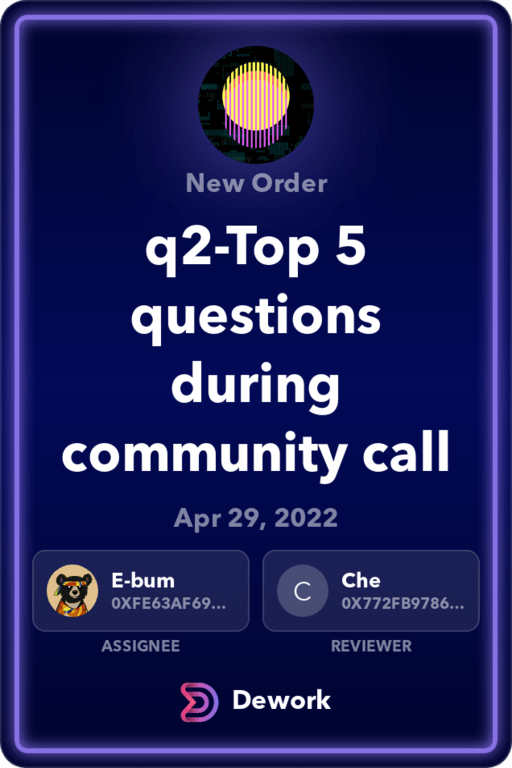 New Order
q2-Top 5
questions
during
community call
Apr 29, 2022
E-bum
0XFE63AF69...
Che
0X772FB9786...
C
ASSIGNEE
REVIEWER
Dework